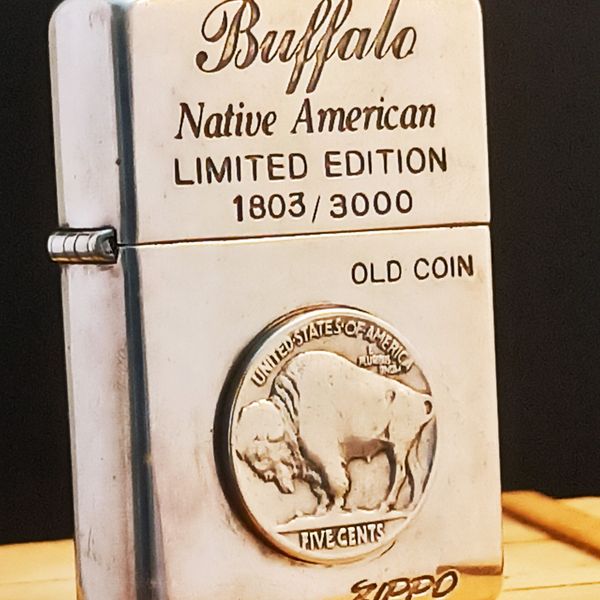 Buffalo
Native American
LIMITED EDITION
1803/3000
OLD COIN
UNITED·STATES·OF·AMERICA
E
PLURIBUS
UNUM
FIVE CENTS
ZIPPO